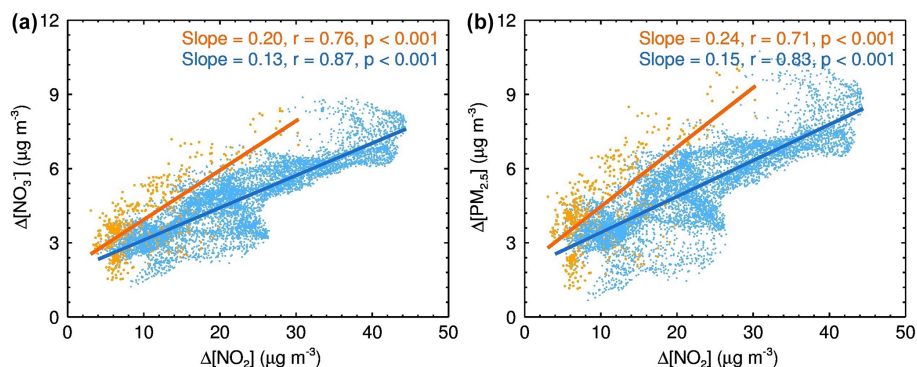 (a)
Slope = 0.20, r = 0.76, p < 0.001
Slope = 0.13, r = 0.87, p < 0.001
Δ[NO₃⁻] (μg m⁻³)
12
9
6
3
0
0 10 20 30 40 50
Δ[NO₂] (μg m⁻³)
(b)
Slope = 0.24, r = 0.71, p < 0.001
Slope = 0.15, r = 0.83, p < 0.001
Δ[PM₂.₅] (μg m⁻³)
12
9
6
3
0
0 10 20 30 40 50
Δ[NO₂] (μg m⁻³)